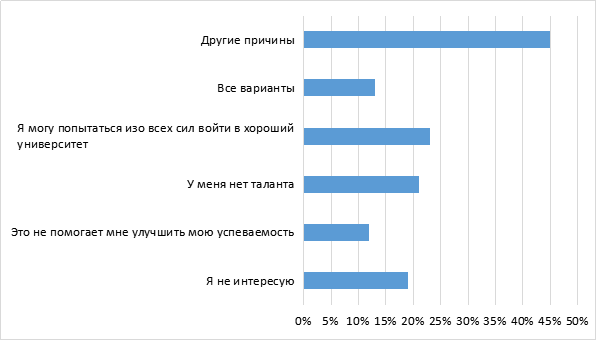 Другие причины
Все варианты
Я могу попытаться изо всех сил войти в хороший
университет
У меня нет таланта
Это не помогает мне улучшить мою успеваемость
Я не интересую
0% 5% 10% 15% 20% 25% 30% 35% 40% 45% 50%